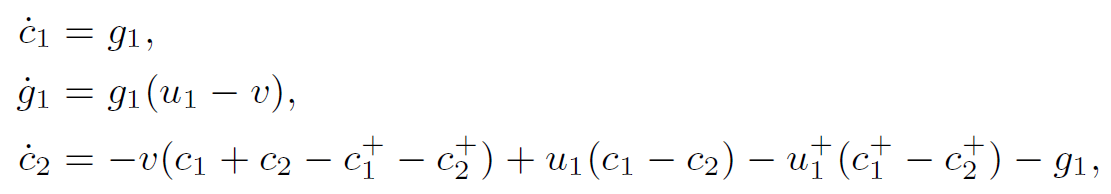 ċ₁ = g₁,
ġ₁ = g₁(u₁ − v),
ċ₂ = −v(c₁ + c₂ − c₁⁺ − c₂⁺) + u₁(c₁ − c₂) − u₁⁺(c₁⁺ − c₂⁺) − g₁,